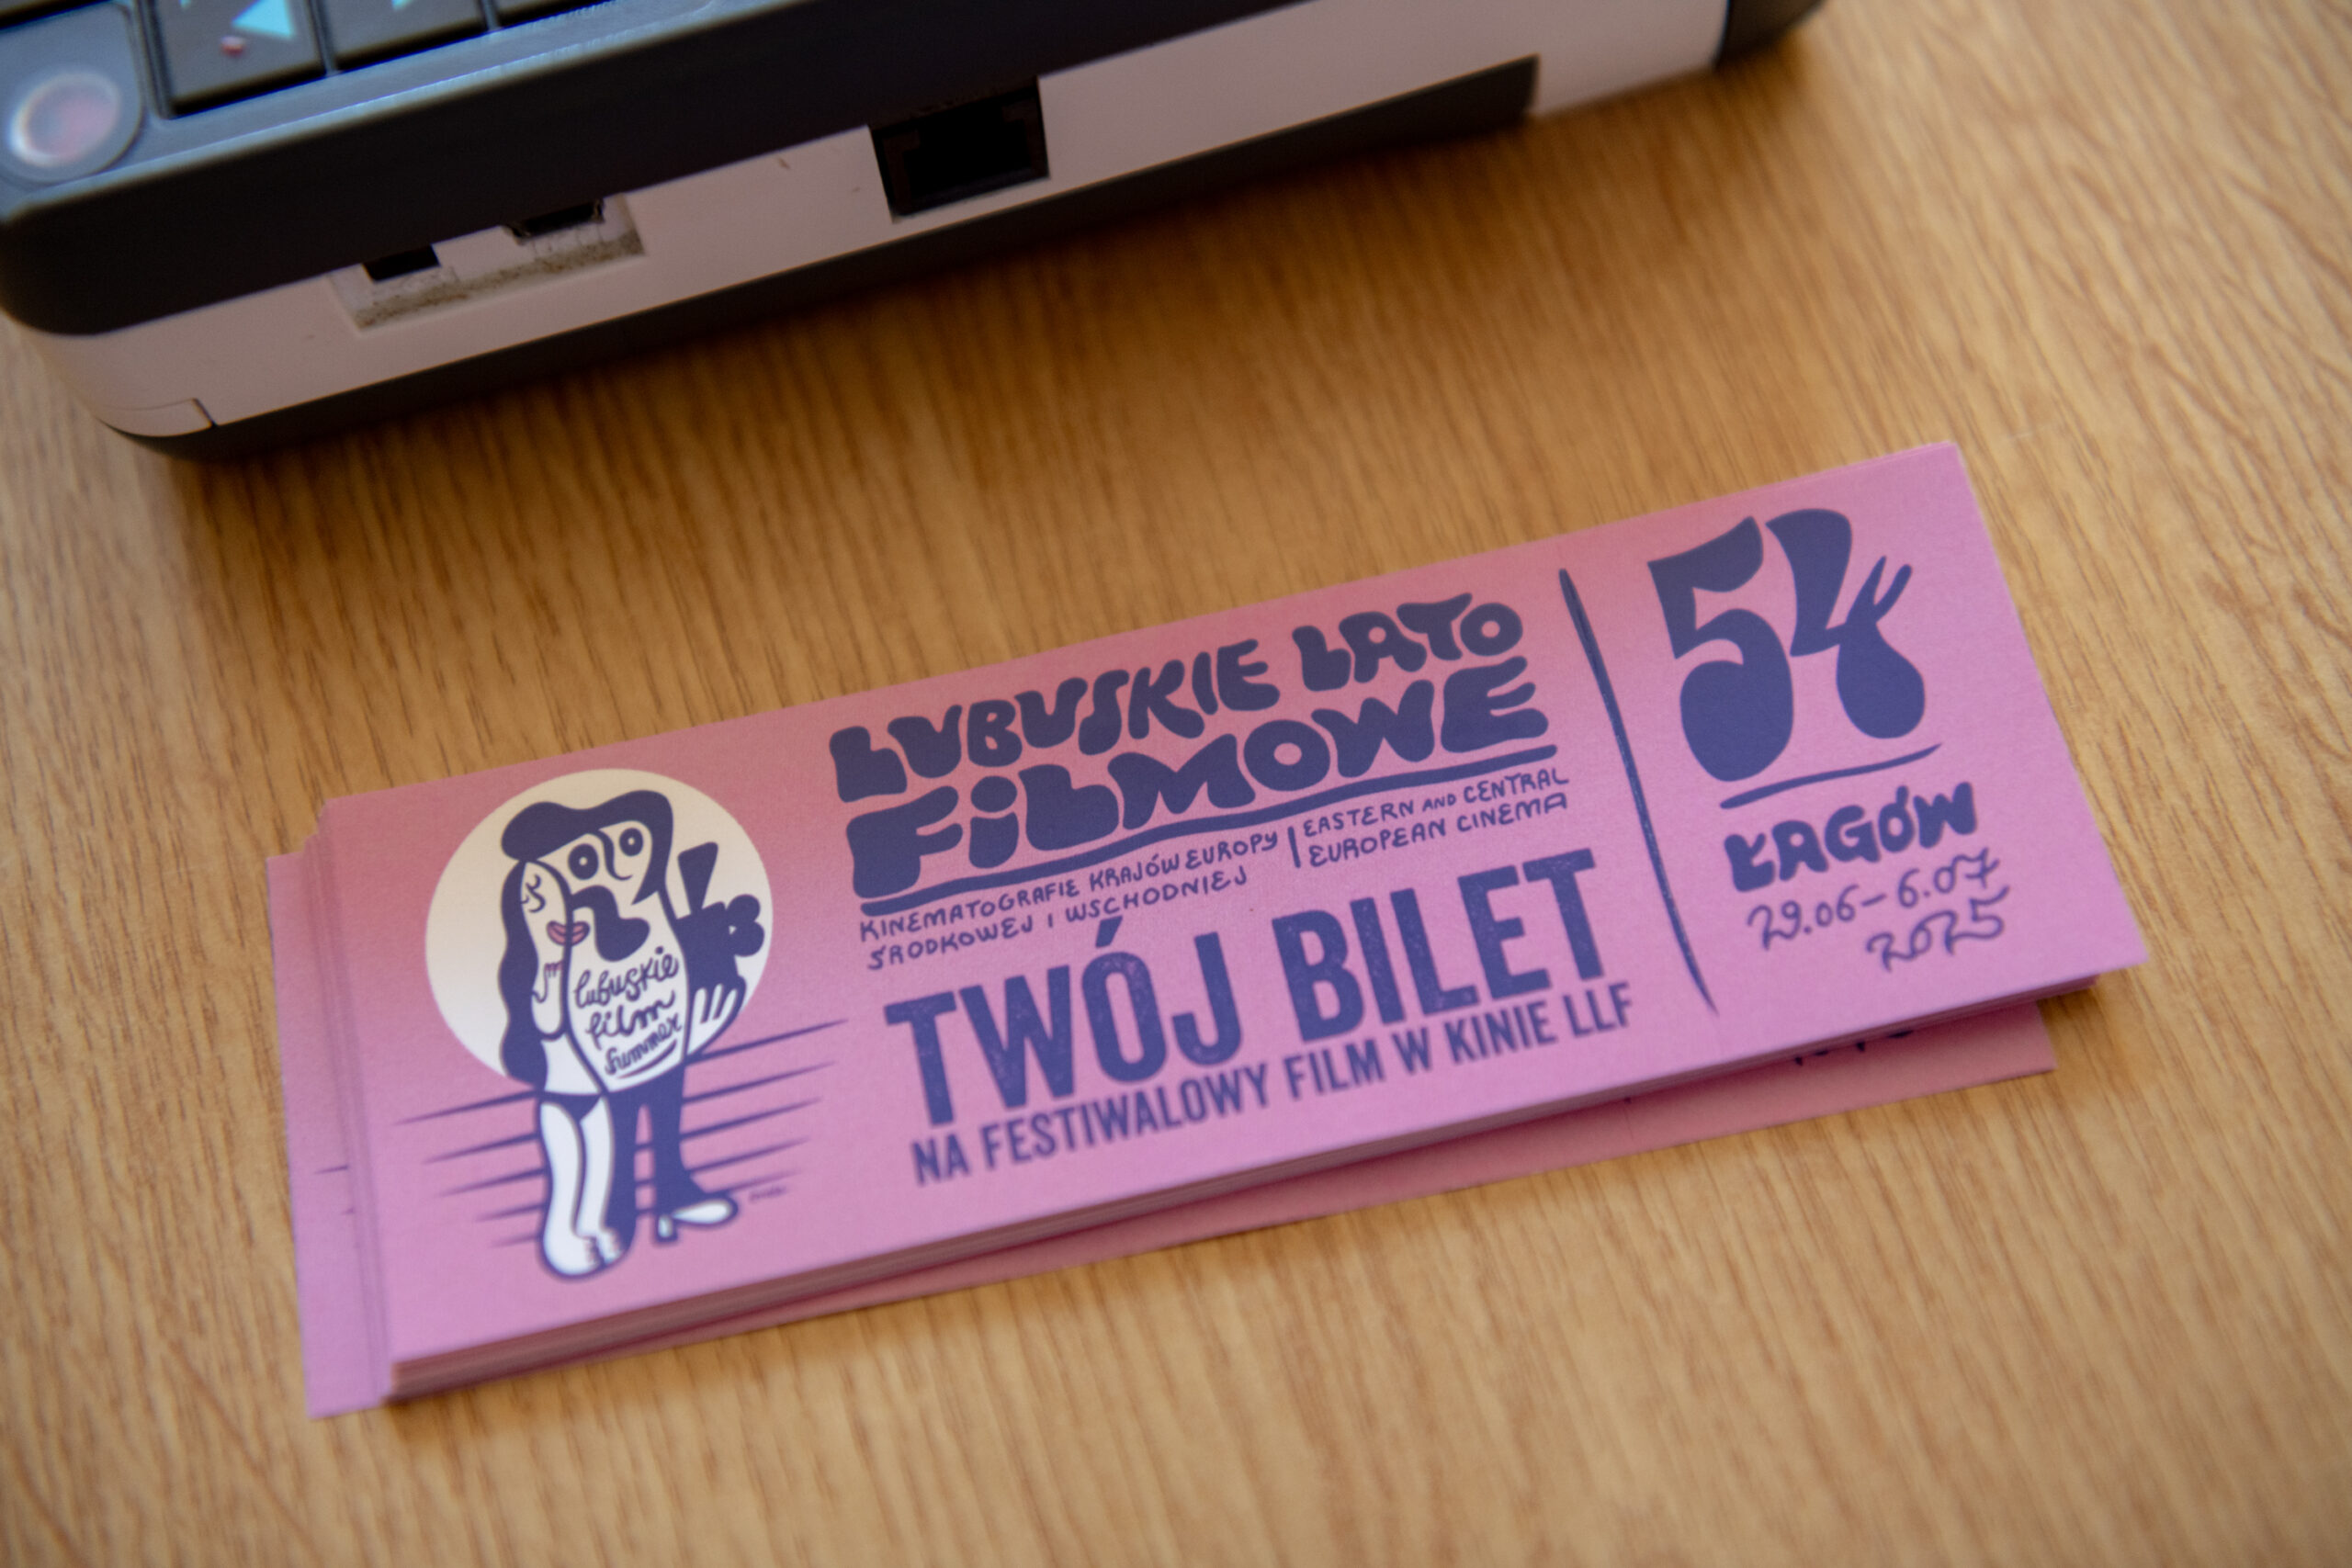 LUBUSKIE LATO
FiLMOWE
KINEMATOGRAFIE KRAJÓW EUROPY
ŚRODKOWEJ I WSCHODNIEJ
EASTERN AND CENTRAL
EUROPEAN CINEMA
TWÓJ BILET
NA FESTIWALOWY FILM W KINIE LLF
lubuskie
film
summer
54
ŁAGÓW
29.06–6.07
2025